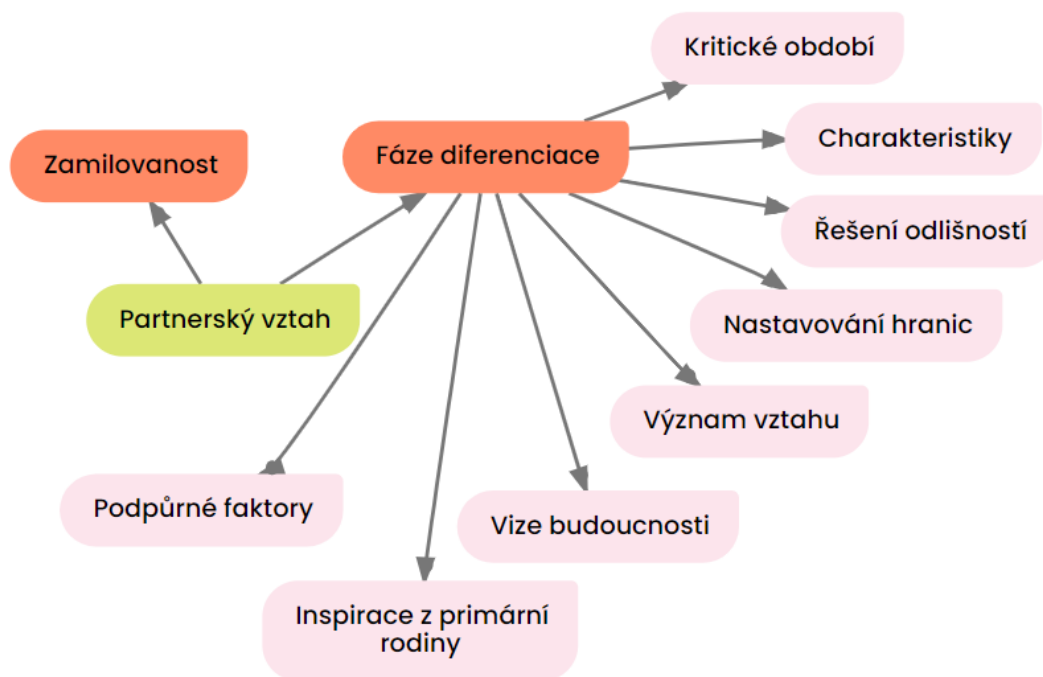 Kritické období
Charakteristiky
Zamilovanost
Fáze diferenciace
Řešení odlišností
Partnerský vztah
Nastavování hranic
Význam vztahu
Podpůrné faktory
Vize budoucnosti
Inspirace z primární
rodiny